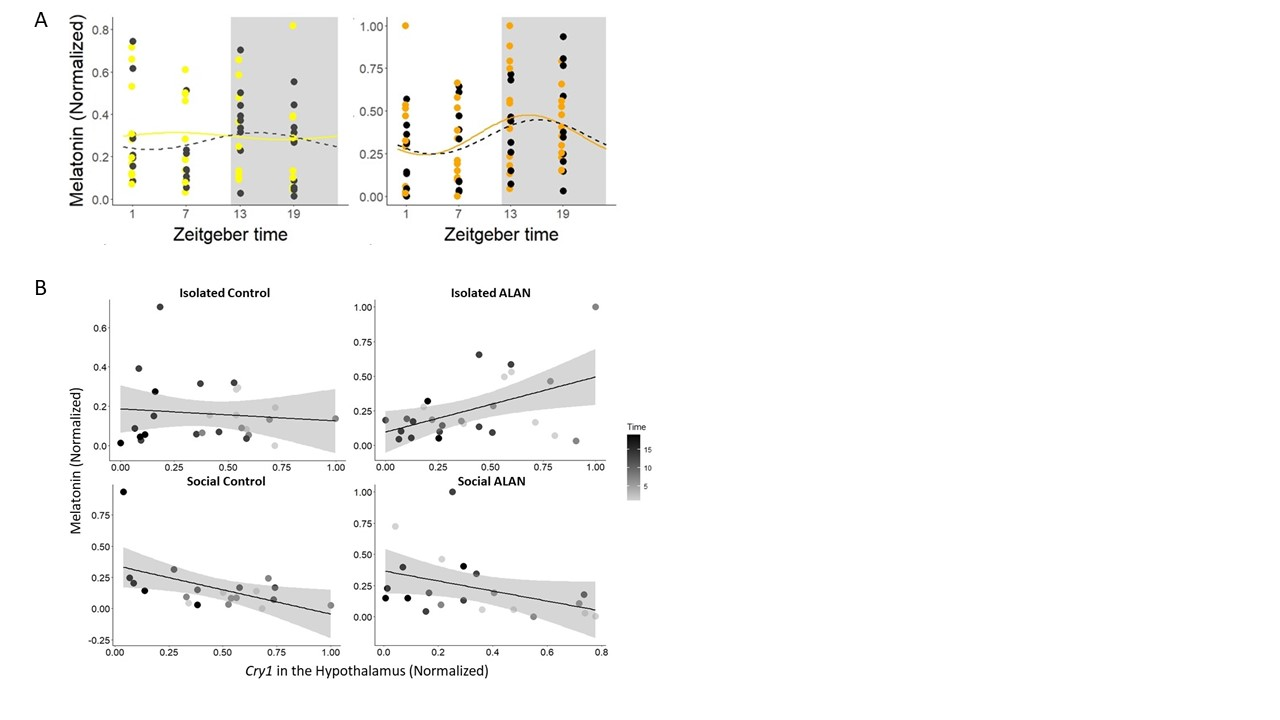 A
Melatonin (Normalized)
0.8
0.6
0.4
0.2
0.0
1 7 13 19
Zeitgeber time
1.00
0.75
0.50
0.25
0.00
1 7 13 19
Zeitgeber time
B
Melatonin (Normalized)
Isolated Control
0.6
0.4
0.2
0.0
0.00 0.25 0.50 0.75 1.00
Isolated ALAN
1.00
0.75
0.50
0.25
0.00
0.00 0.25 0.50 0.75 1.00
Social Control
0.75
0.50
0.25
0.00
-0.25
0.00 0.25 0.50 0.75 1.00
Social ALAN
1.00
0.75
0.50
0.25
0.00
0.0 0.2 0.4 0.6 0.8
Time
15
10
5
Cry1 in the Hypothalamus (Normalized)